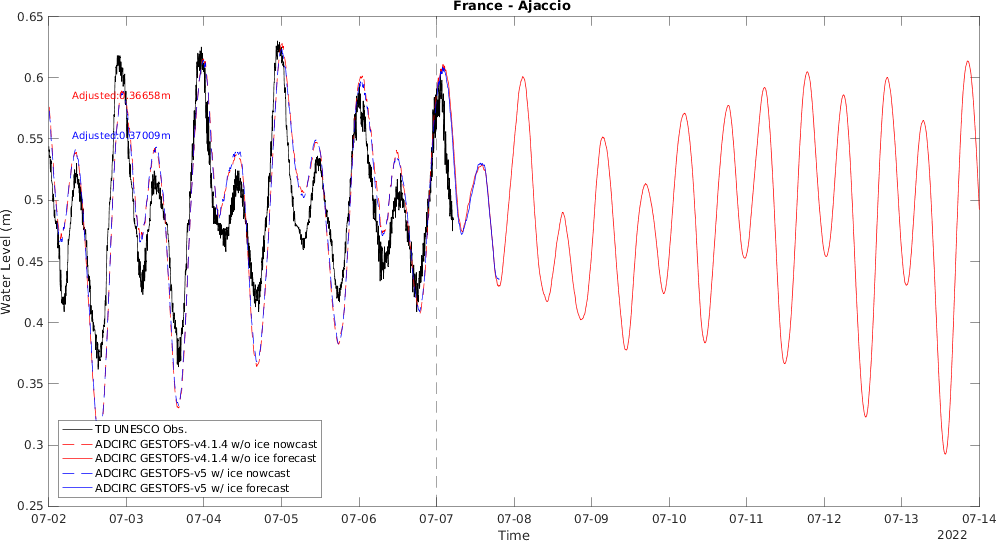 France - Ajaccio
0.65
0.6
0.55
0.5
0.45
0.4
0.35
0.3
0.25
Water Level (m)
Adjusted:0.36658m
Adjusted:0.37009m
TD UNESCO Obs.
ADCIRC GESTOFS-v4.1.4 w/o ice nowcast
ADCIRC GESTOFS-v4.1.4 w/o ice forecast
ADCIRC GESTOFS-v5 w/ ice nowcast
ADCIRC GESTOFS-v5 w/ ice forecast
07-02 07-03 07-04 07-05 07-06 07-07 07-08 07-09 07-10 07-11 07-12 07-13 07-14
Time
2022